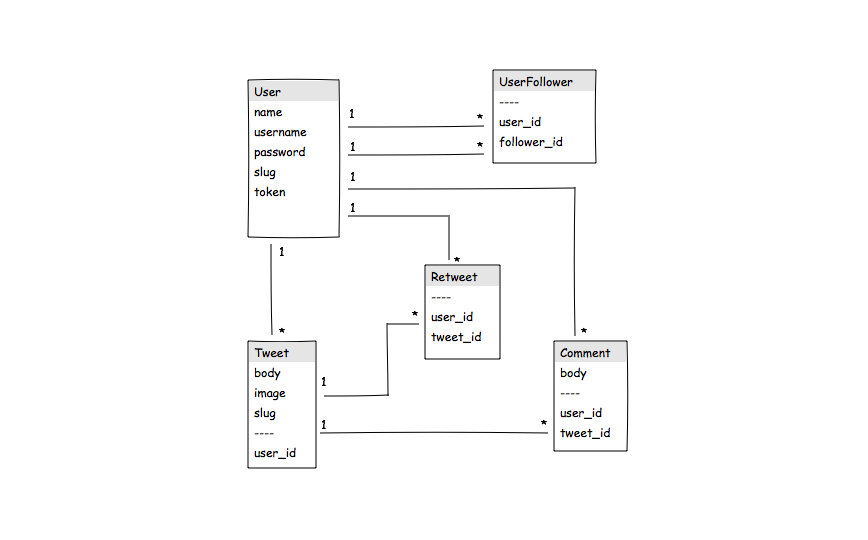 User
name
username
password
slug
token
1
*
1
*
1
1
UserFollower
----
user_id
follower_id
1
*
*
Retweet
----
user_id
tweet_id
*
*
Tweet
body
image
slug
----
user_id
1
1
*
Comment
body
----
user_id
tweet_id